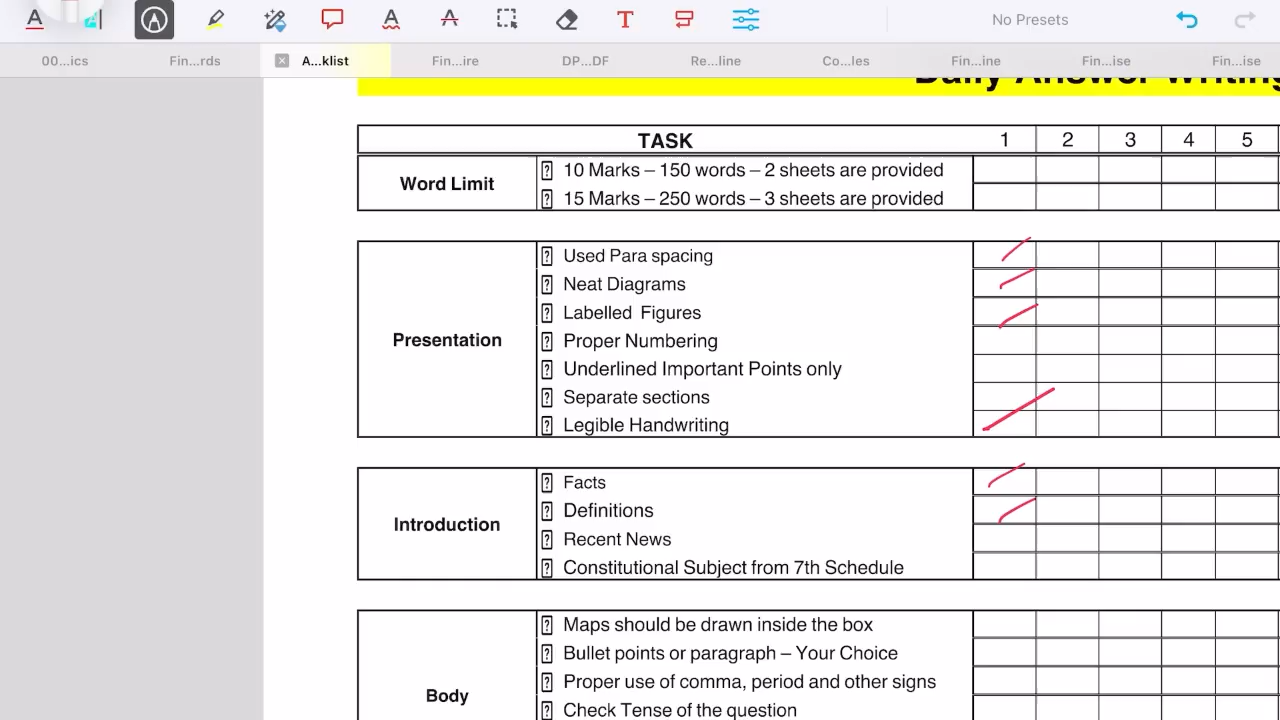 A A A T
No Presets
00...ics Fin...rds A...klist Fin...ire DP...DF Re...line Co...les Fin...ine Fin...ise Fin...ise
Daily Answer Writing
TASK 1 2 3 4 5
Word Limit
10 Marks – 150 words – 2 sheets are provided
15 Marks – 250 words – 3 sheets are provided
Presentation
Used Para spacing
Neat Diagrams
Labelled Figures
Proper Numbering
Underlined Important Points only
Separate sections
Legible Handwriting
Introduction
Facts
Definitions
Recent News
Constitutional Subject from 7th Schedule
Body
Maps should be drawn inside the box
Bullet points or paragraph – Your Choice
Proper use of comma, period and other signs
Check Tense of the question